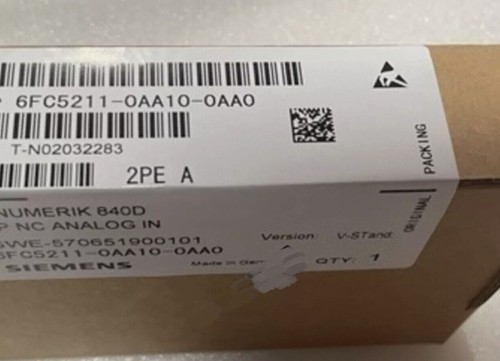 6FC5211-0AA10-0AA0
T-N02032283
2PE A
NUMERIK 840D
P NC ANALOG IN
SWE-570651900101
6FC5211-0AA10-0AA0
SIEMENS
Made in Germ
Version:
V-STand:
QTY: 1
ORIGINAL PACKING